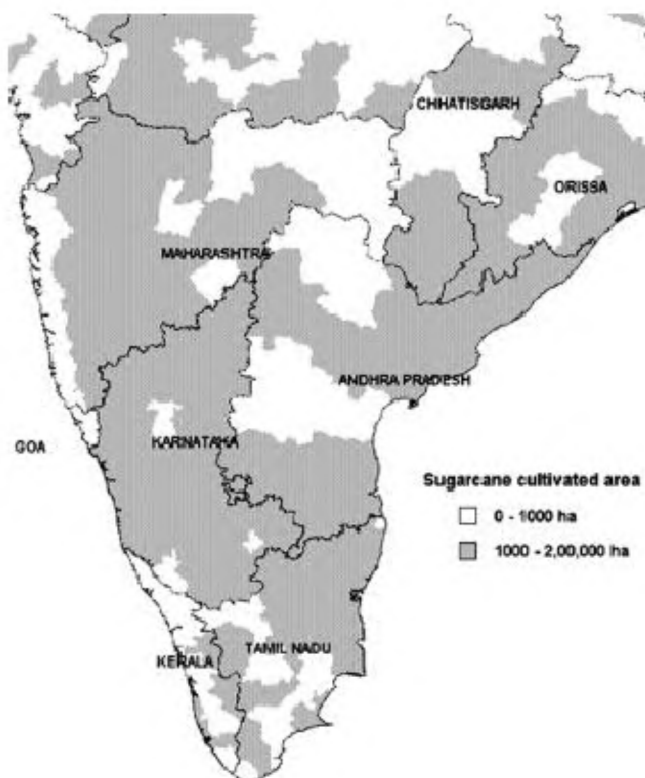 CHHATISGARH
ORISSA
MAHARASHTRA
ANDHRA PRADESH
GOA
KARNATAKA
Sugarcane cultivated area
0 - 1000 ha
1000 - 2,00,000 ha
TAMIL NADU
KERALA